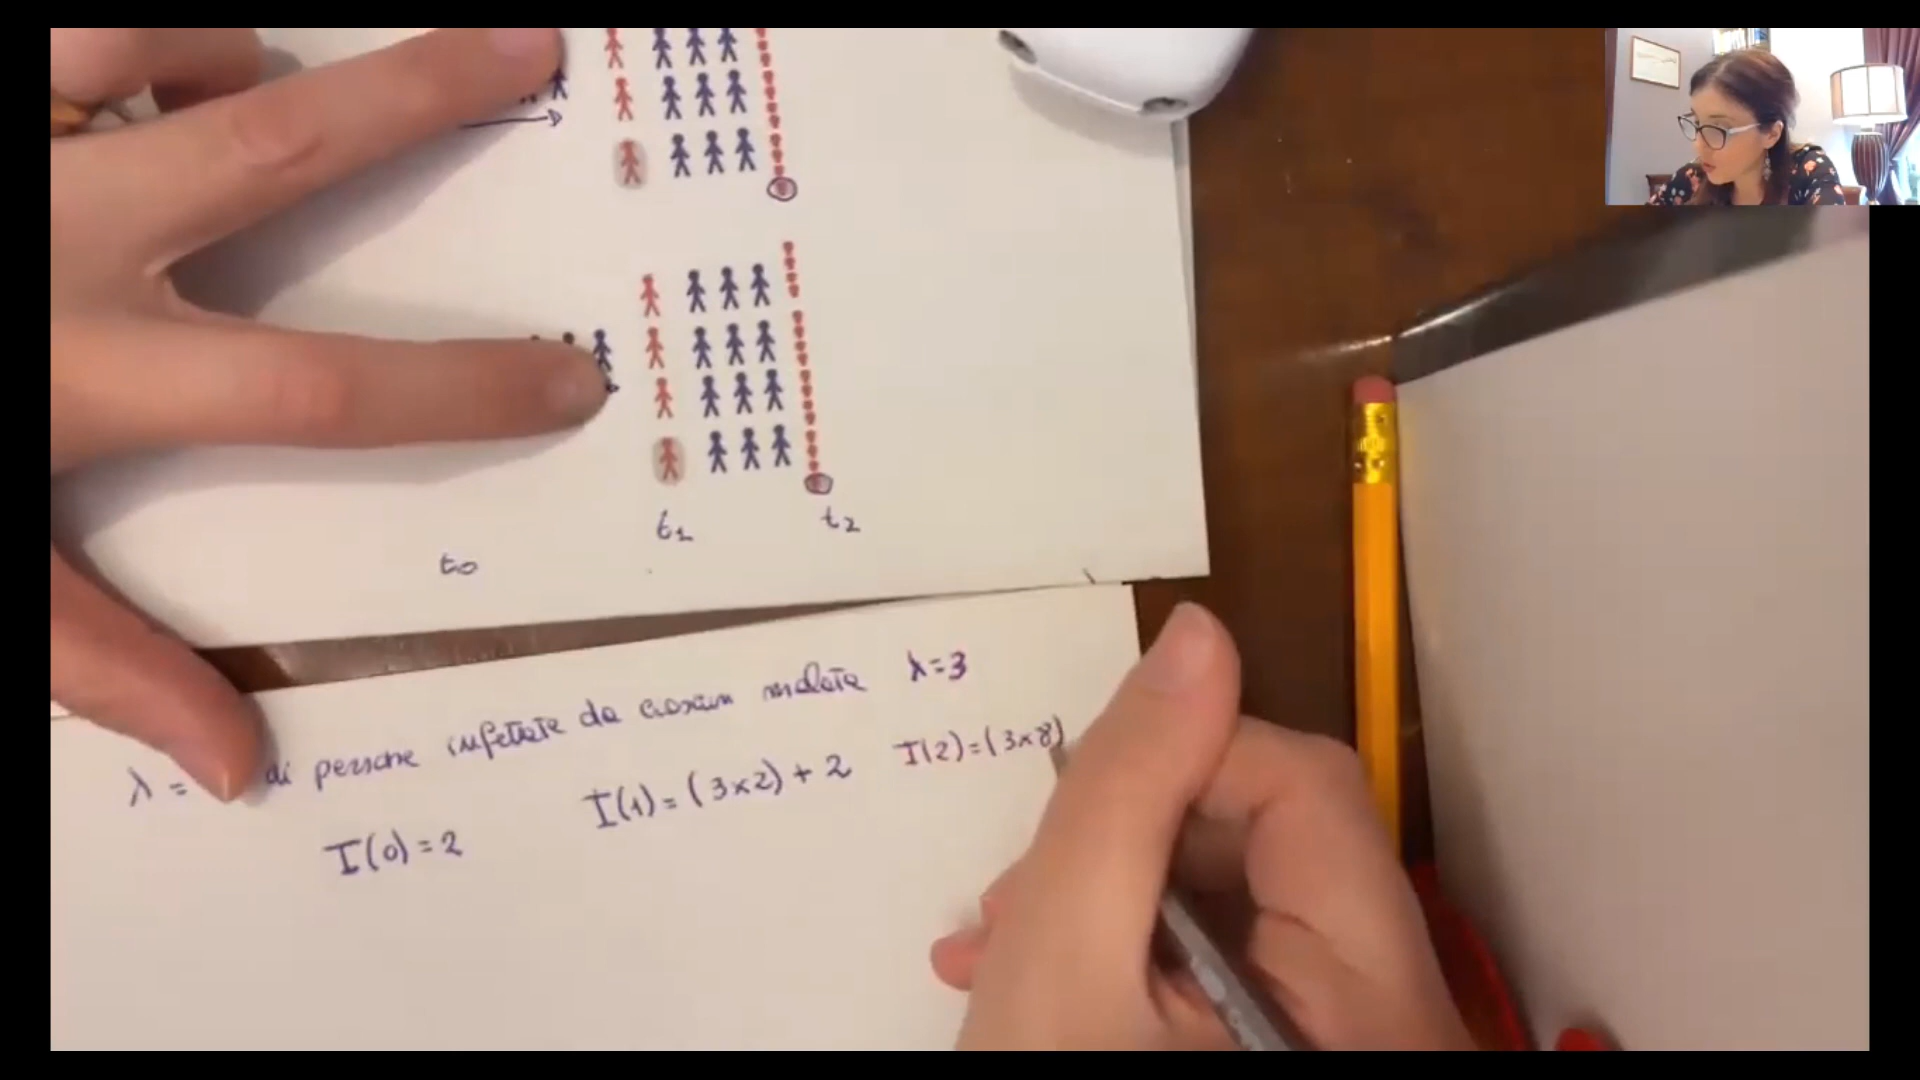 t₁ t₂
t₀
λ = di persone infettate da ciascun malato λ=3
I(0)=2 I(1)=(3×2)+2 I(2)=(3×8)